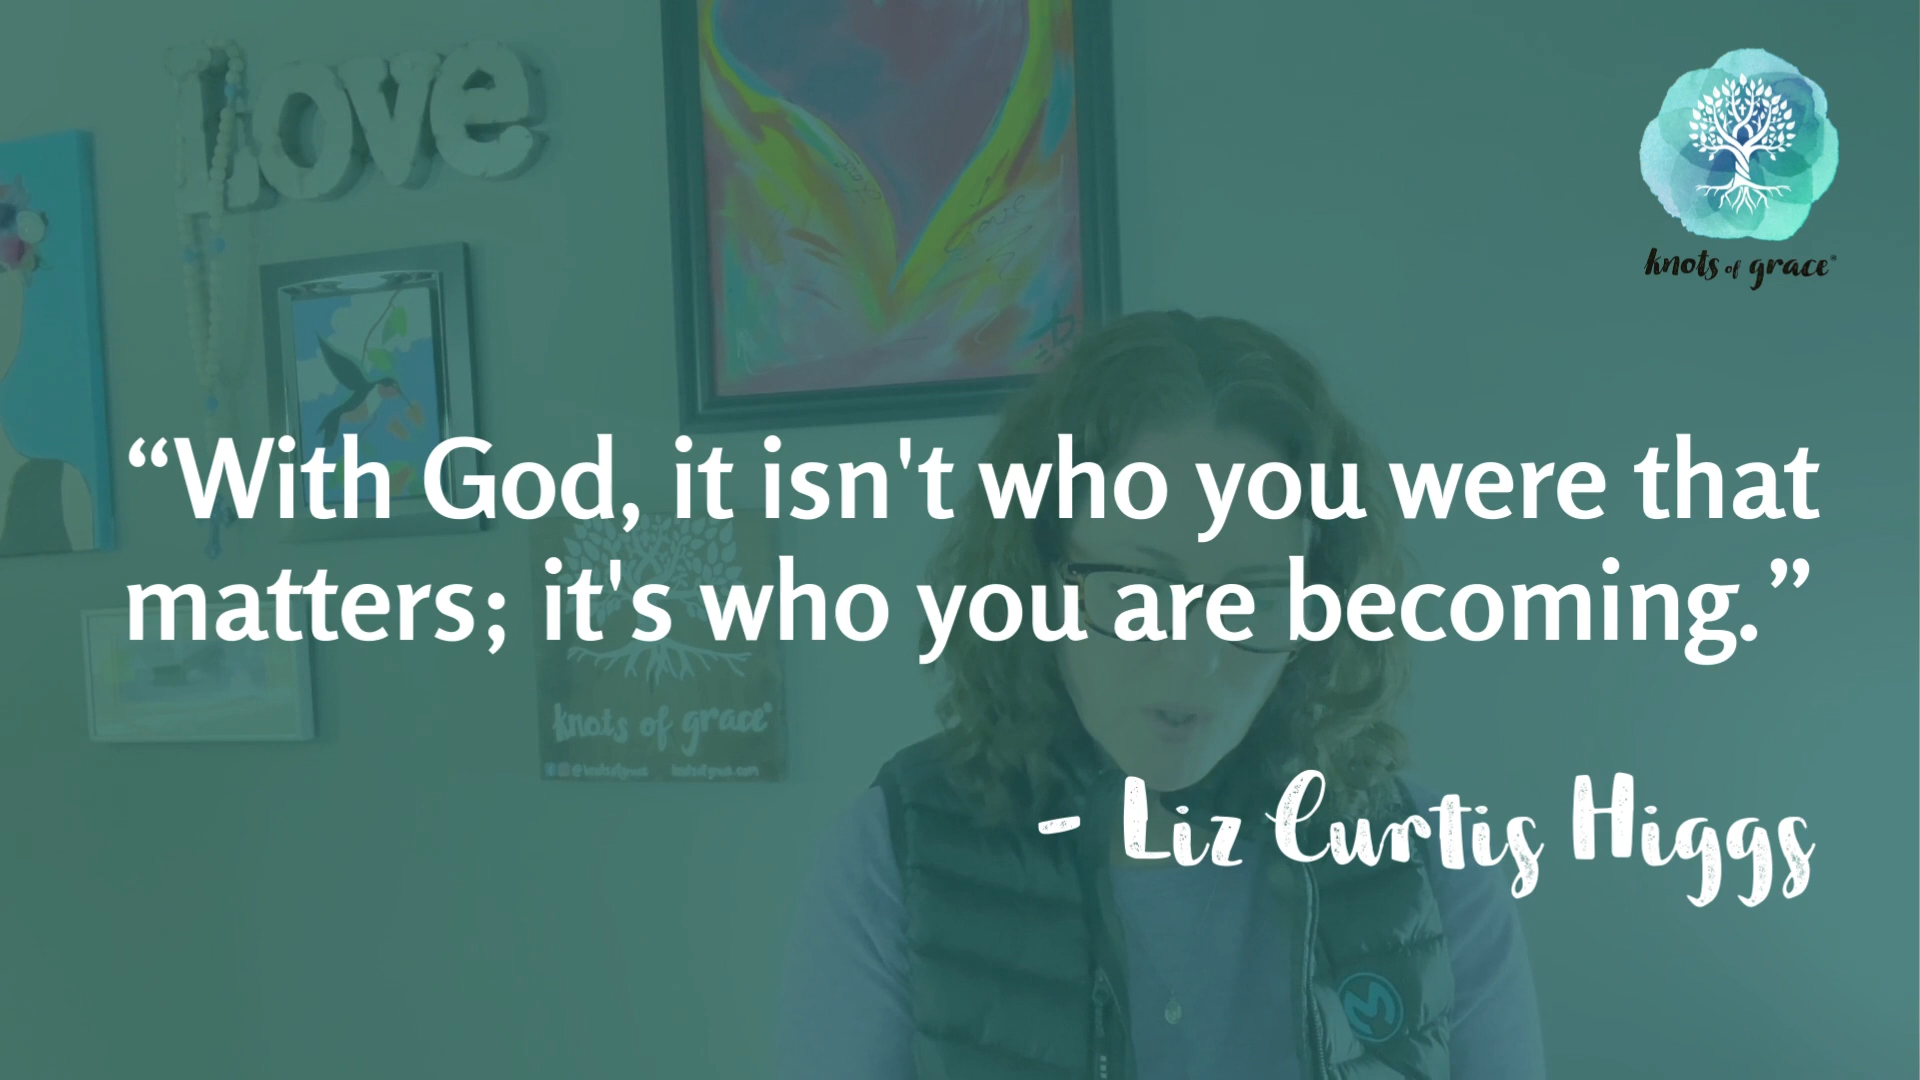 Love
knots of grace®
“With God, it isn't who you were that
matters; it's who you are becoming.”
knots of grace®
- Liz Curtis Higgs